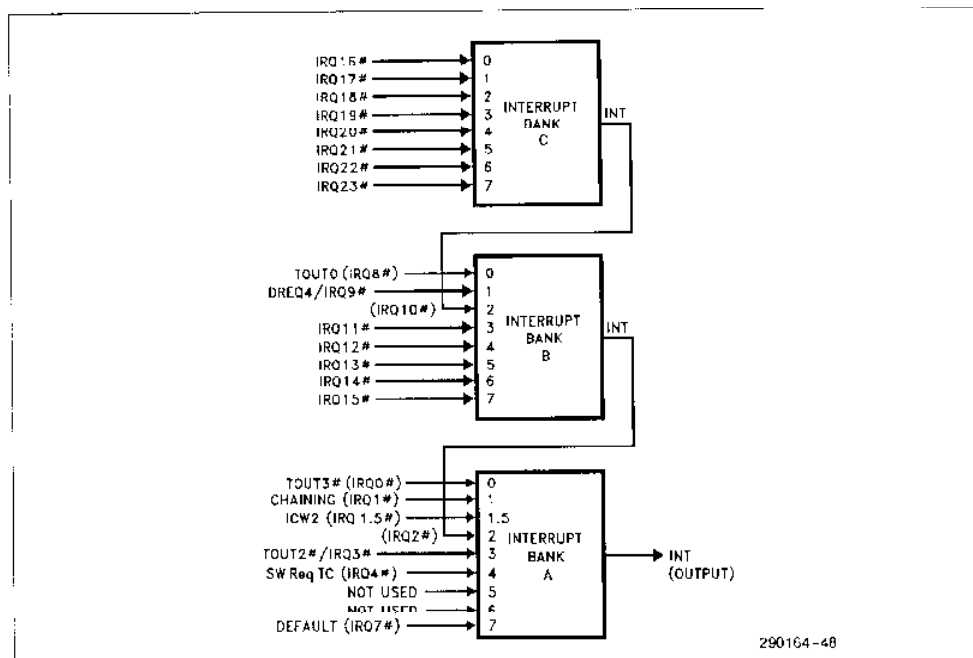 IRQ16# 0
IRQ17# 1
IRQ18# 2
IRQ19# 3
IRQ20# 4
IRQ21# 5
IRQ22# 6
IRQ23# 7
INTERRUPT
BANK
C
INT
TOUT0 (IRQ8#) 0
DREQ4/IRQ9# 1
(IRQ10#) 2
IRQ11# 3
IRQ12# 4
IRQ13# 5
IRQ14# 6
IRQ15# 7
INTERRUPT
BANK
B
INT
TOUT3# (IRQ0#) 0
CHAINING (IRQ1#) 1
ICW2 (IRQ 1.5#) 1.5
(IRQ2#) 2
TOUT2#/IRQ3# 3
SW Req TC (IRQ4#) 4
NOT USED 5
NOT USED 6
DEFAULT (IRQ7#) 7
INTERRUPT
BANK
A
INT
(OUTPUT)
290164-48